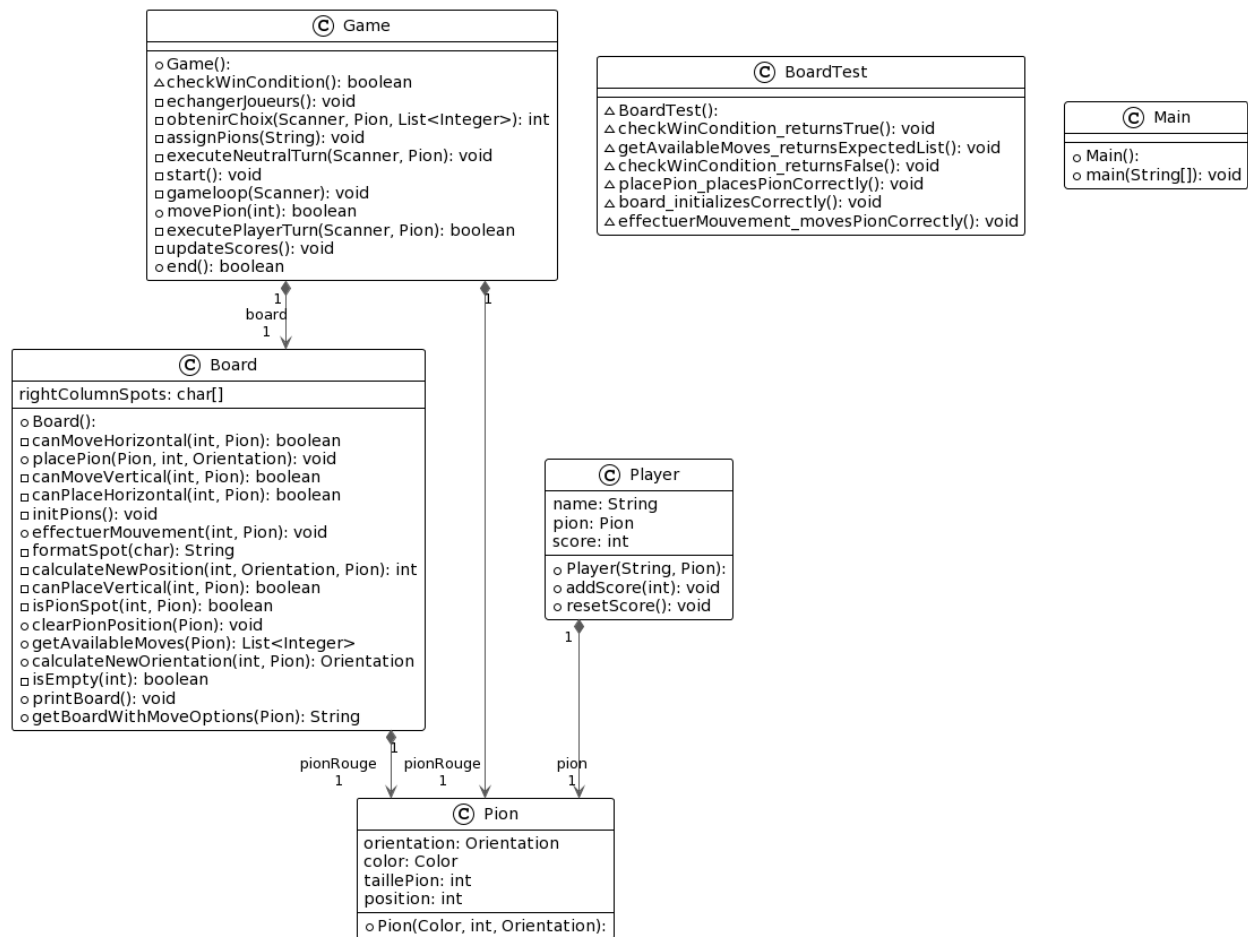 C Game
Game():
~checkWinCondition(): boolean
echangerJoueurs(): void
obtenirChoix(Scanner, Pion, List<Integer>): int
assignPions(String): void
executeNeutralTurn(Scanner, Pion): void
start(): void
gameloop(Scanner): void
movePion(int): boolean
executePlayerTurn(Scanner, Pion): boolean
updateScores(): void
end(): boolean
C BoardTest
~BoardTest():
~checkWinCondition_returnsTrue(): void
~getAvailableMoves_returnsExpectedList(): void
~checkWinCondition_returnsFalse(): void
~placePion_placesPionCorrectly(): void
~board_initializesCorrectly(): void
~effectuerMouvement_movesPionCorrectly(): void
C Main
Main():
main(String[]): void
1
board
1
1
C Board
rightColumnSpots: char[]
Board():
canMoveHorizontal(int, Pion): boolean
placePion(Pion, int, Orientation): void
canMoveVertical(int, Pion): boolean
canPlaceHorizontal(int, Pion): boolean
initPions(): void
effectuerMouvement(int, Pion): void
formatSpot(char): String
calculateNewPosition(int, Orientation, Pion): int
canPlaceVertical(int, Pion): boolean
isPionSpot(int, Pion): boolean
clearPionPosition(Pion): void
getAvailableMoves(Pion): List<Integer>
calculateNewOrientation(int, Pion): Orientation
isEmpty(int): boolean
printBoard(): void
getBoardWithMoveOptions(Pion): String
C Player
name: String
pion: Pion
score: int
Player(String, Pion):
addScore(int): void
resetScore(): void
1
1
pionRouge
1
pionRouge
1
pion
1
C Pion
orientation: Orientation
color: Color
taillePion: int
position: int
Pion(Color, int, Orientation):